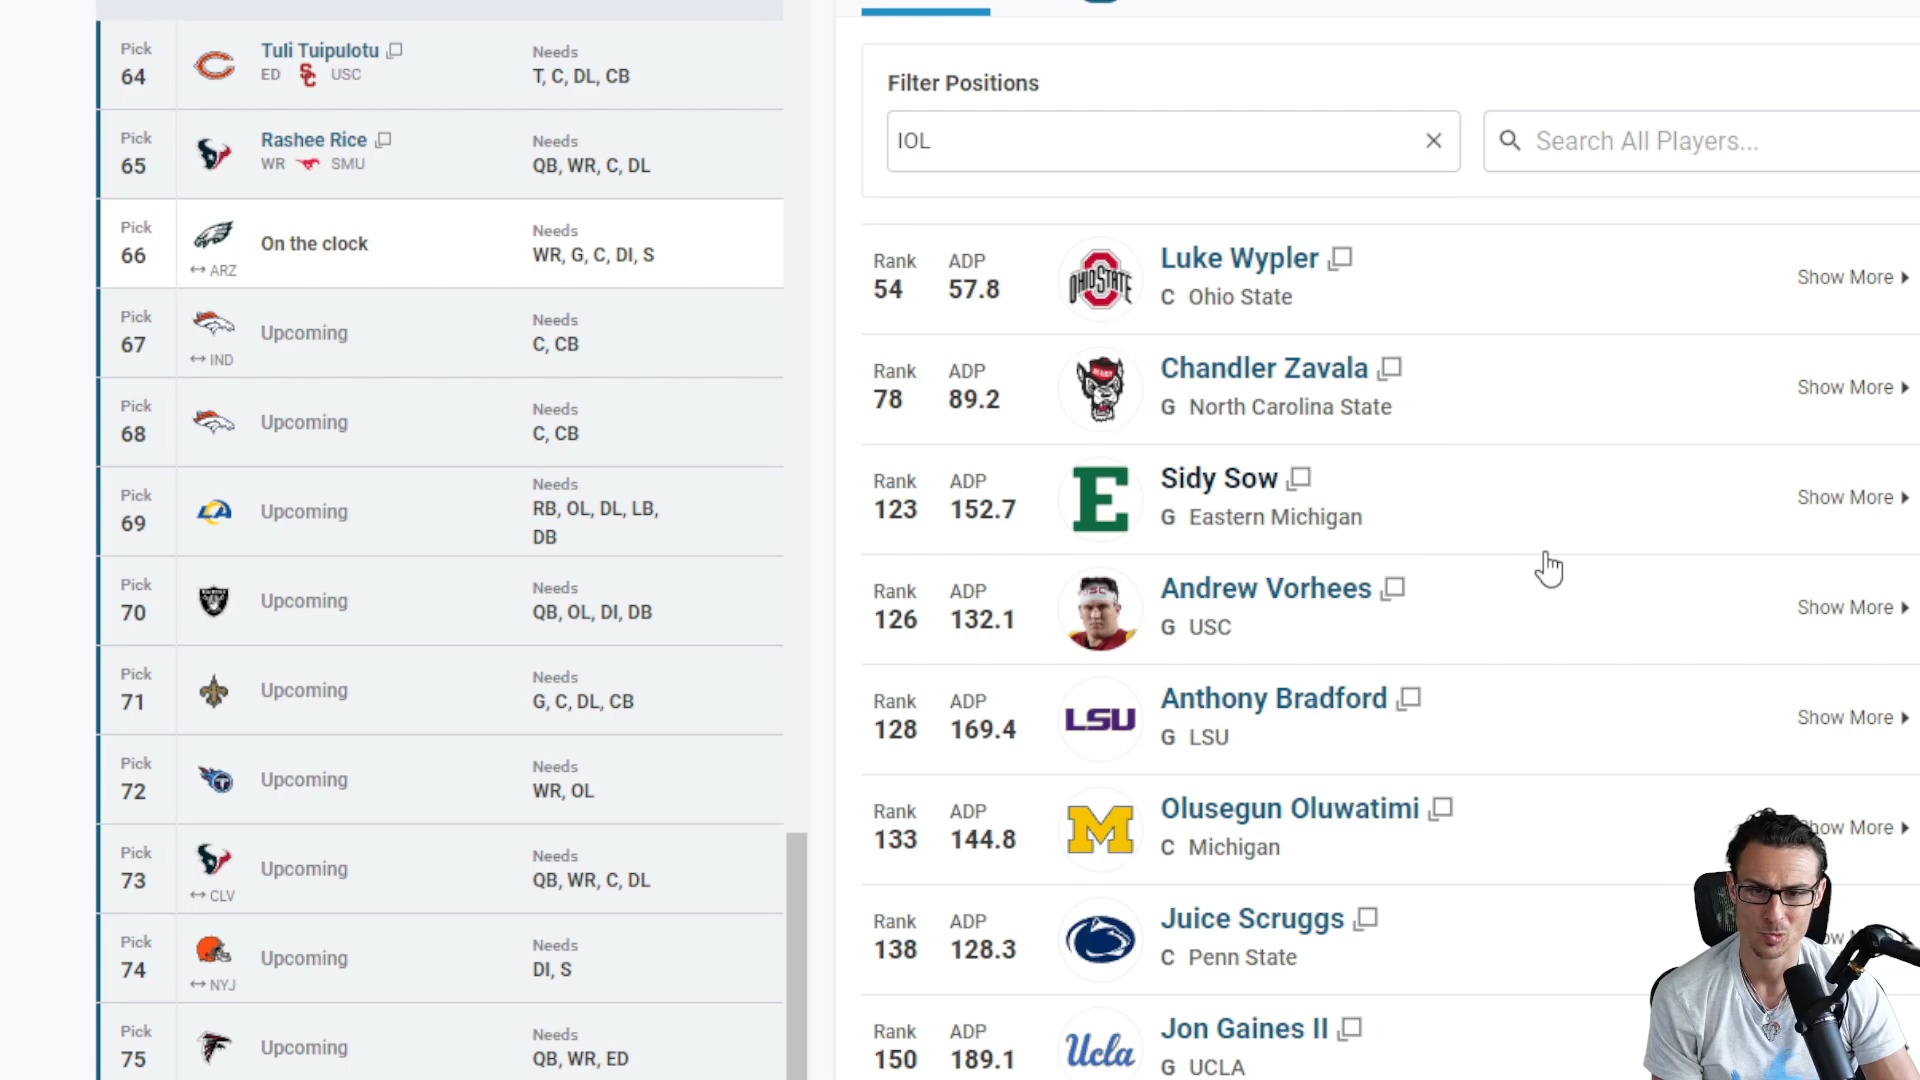 Pick
64
Tuli Tuipulotu
ED USC
Needs
T, C, DL, CB
Pick
65
Rashee Rice
WR SMU
Needs
QB, WR, C, DL
Pick
66
↔ ARZ
On the clock
Needs
WR, G, C, DI, S
Pick
67
↔ IND
Upcoming
Needs
C, CB
Pick
68
Upcoming
Needs
C, CB
Pick
69
Upcoming
Needs
RB, OL, DL, LB,
DB
Pick
70
Upcoming
Needs
QB, OL, DI, DB
Pick
71
Upcoming
Needs
G, C, DL, CB
Pick
72
Upcoming
Needs
WR, OL
Pick
73
↔ CLV
Upcoming
Needs
QB, WR, C, DL
Pick
74
↔ NYJ
Upcoming
Needs
DI, S
Pick
75
Upcoming
Needs
QB, WR, ED
Filter Positions
IOL
Search All Players...
Rank ADP
54 57.8
OHIO STATE
Luke Wypler
C Ohio State
Show More
Rank ADP
78 89.2
Chandler Zavala
G North Carolina State
Show More
Rank ADP
123 152.7
E
Sidy Sow
G Eastern Michigan
Show More
Rank ADP
126 132.1
Andrew Vorhees
G USC
Show More
Rank ADP
128 169.4
LSU
Anthony Bradford
G LSU
Show More
Rank ADP
133 144.8
M
Olusegun Oluwatimi
C Michigan
Show More
Rank ADP
138 128.3
Juice Scruggs
C Penn State
Rank ADP
150 189.1
Ucla
Jon Gaines II
G UCLA